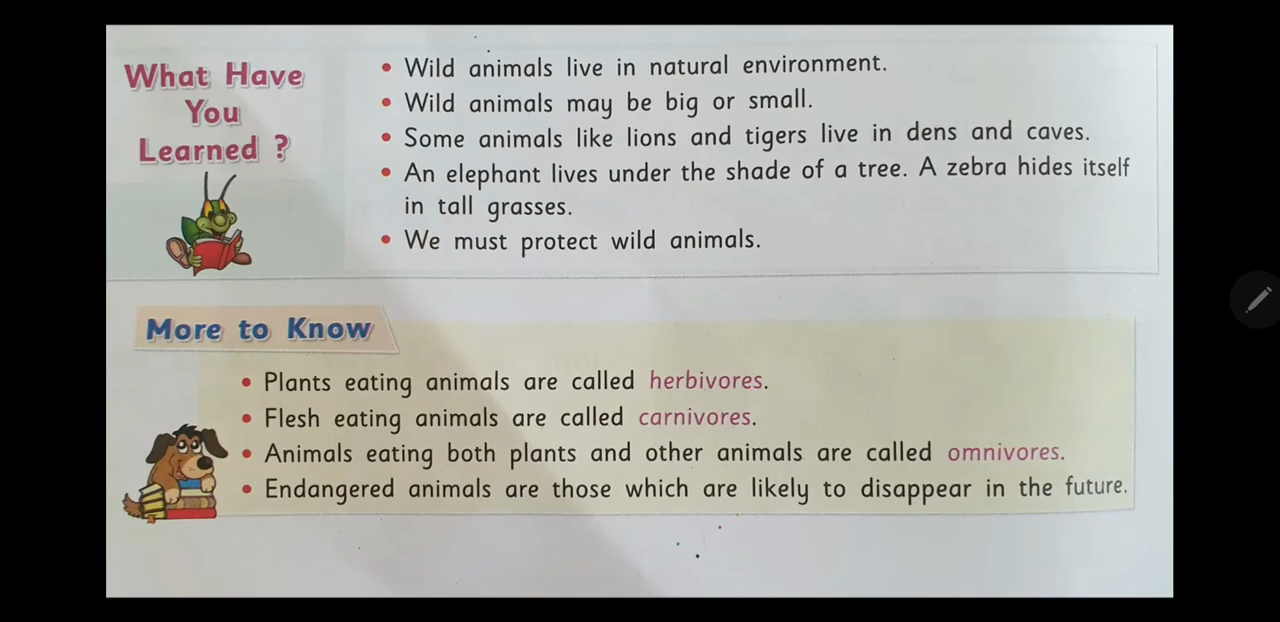 What Have
You
Learned ?
• Wild animals live in natural environment.
• Wild animals may be big or small.
• Some animals like lions and tigers live in dens and caves.
• An elephant lives under the shade of a tree. A zebra hides itself
in tall grasses.
• We must protect wild animals.
More to Know
• Plants eating animals are called herbivores.
• Flesh eating animals are called carnivores.
• Animals eating both plants and other animals are called omnivores.
• Endangered animals are those which are likely to disappear in the future.